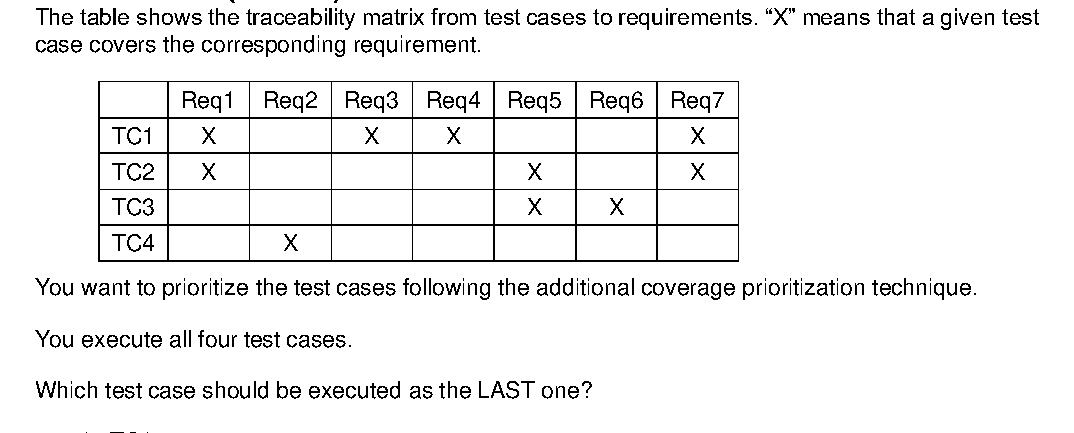 The table shows the traceability matrix from test cases to requirements. “X” means that a given test
case covers the corresponding requirement.
Req1 Req2 Req3 Req4 Req5 Req6 Req7
TC1 X X X X
TC2 X X X
TC3 X X
TC4 X
You want to prioritize the test cases following the additional coverage prioritization technique.
You execute all four test cases.
Which test case should be executed as the LAST one?